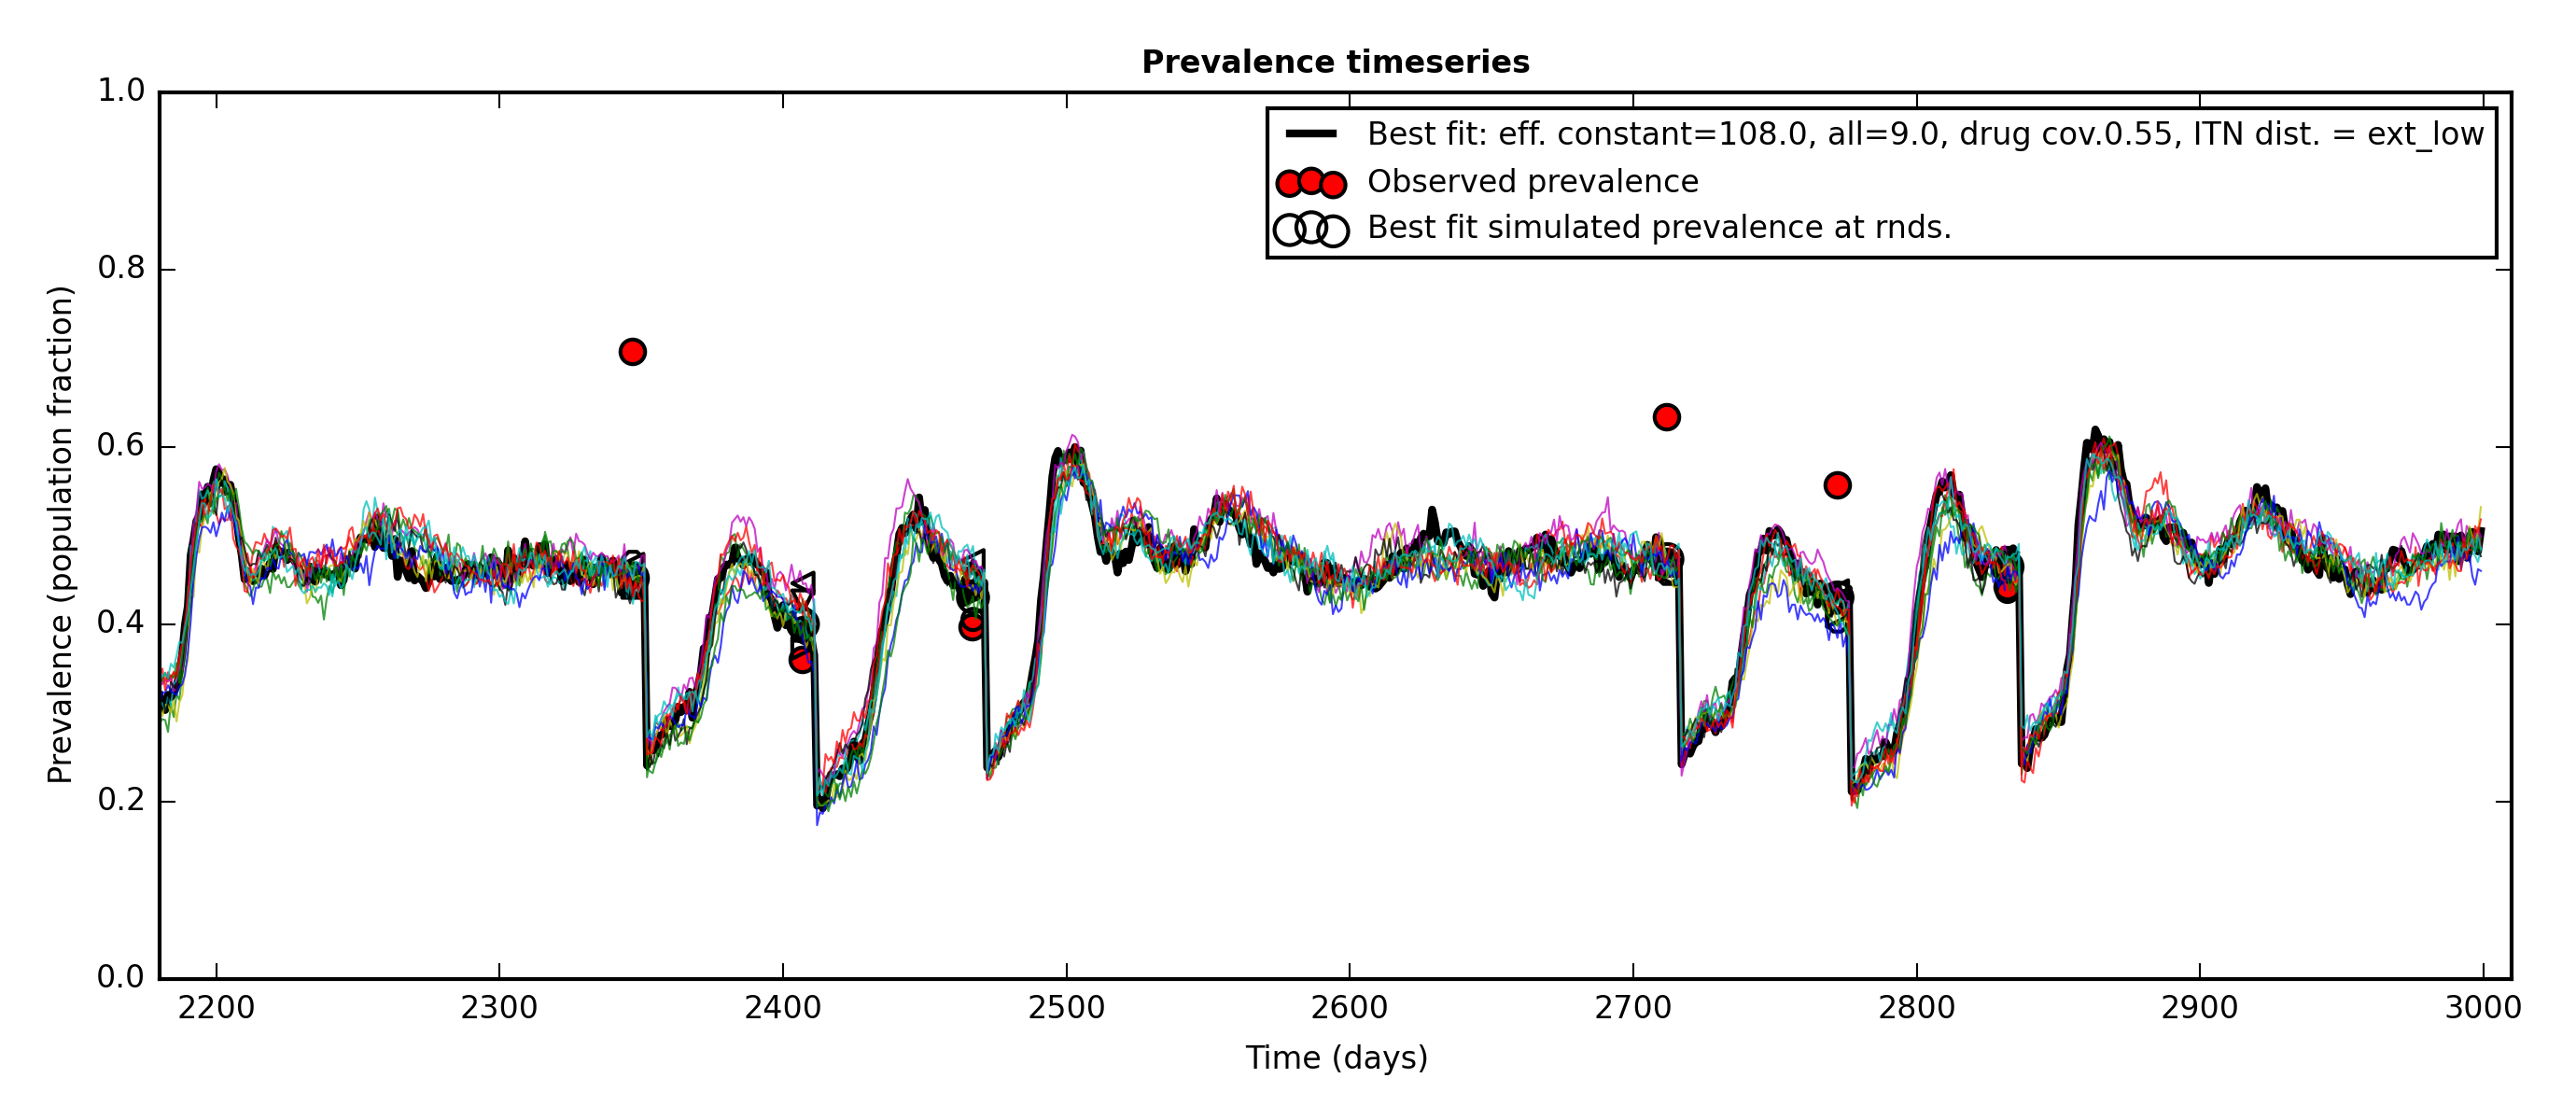 Prevalence timeseries
Best fit: eff. constant=108.0, all=9.0, drug cov.0.55, ITN dist. = ext_low
Observed prevalence
Best fit simulated prevalence at rnds.
Prevalence (population fraction)
1.0
0.8
0.6
0.4
0.2
0.0
2200 2300 2400 2500 2600 2700 2800 2900 3000
Time (days)